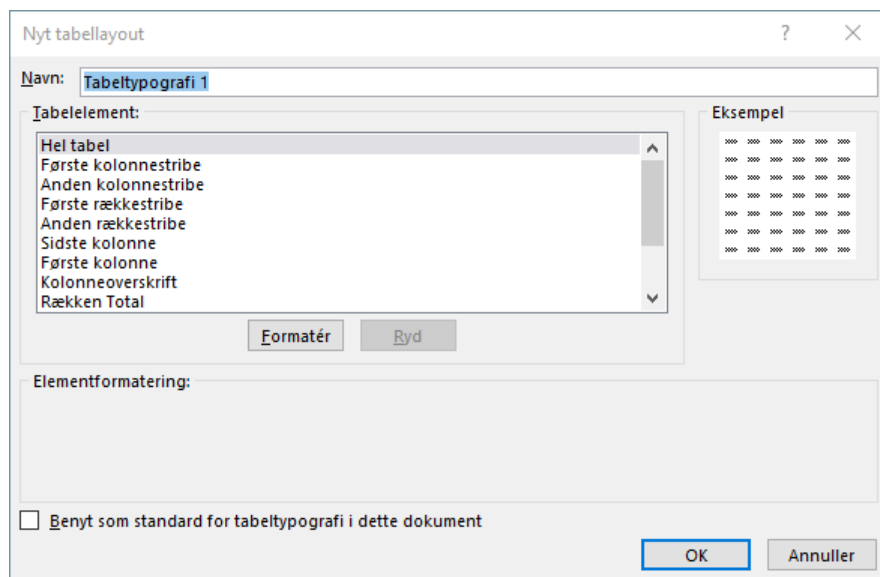 Nyt tabellayout
?
Navn: Tabeltypografi 1
Tabelelement:
Hel tabel
Første kolonnestribe
Anden kolonnestribe
Første rækkestribe
Anden rækkestribe
Sidste kolonne
Første kolonne
Kolonneoverskrift
Rækken Total
Formatér
Ryd
Eksempel
Elementformatering:
Benyt som standard for tabeltypografi i dette dokument
OK
Annuller